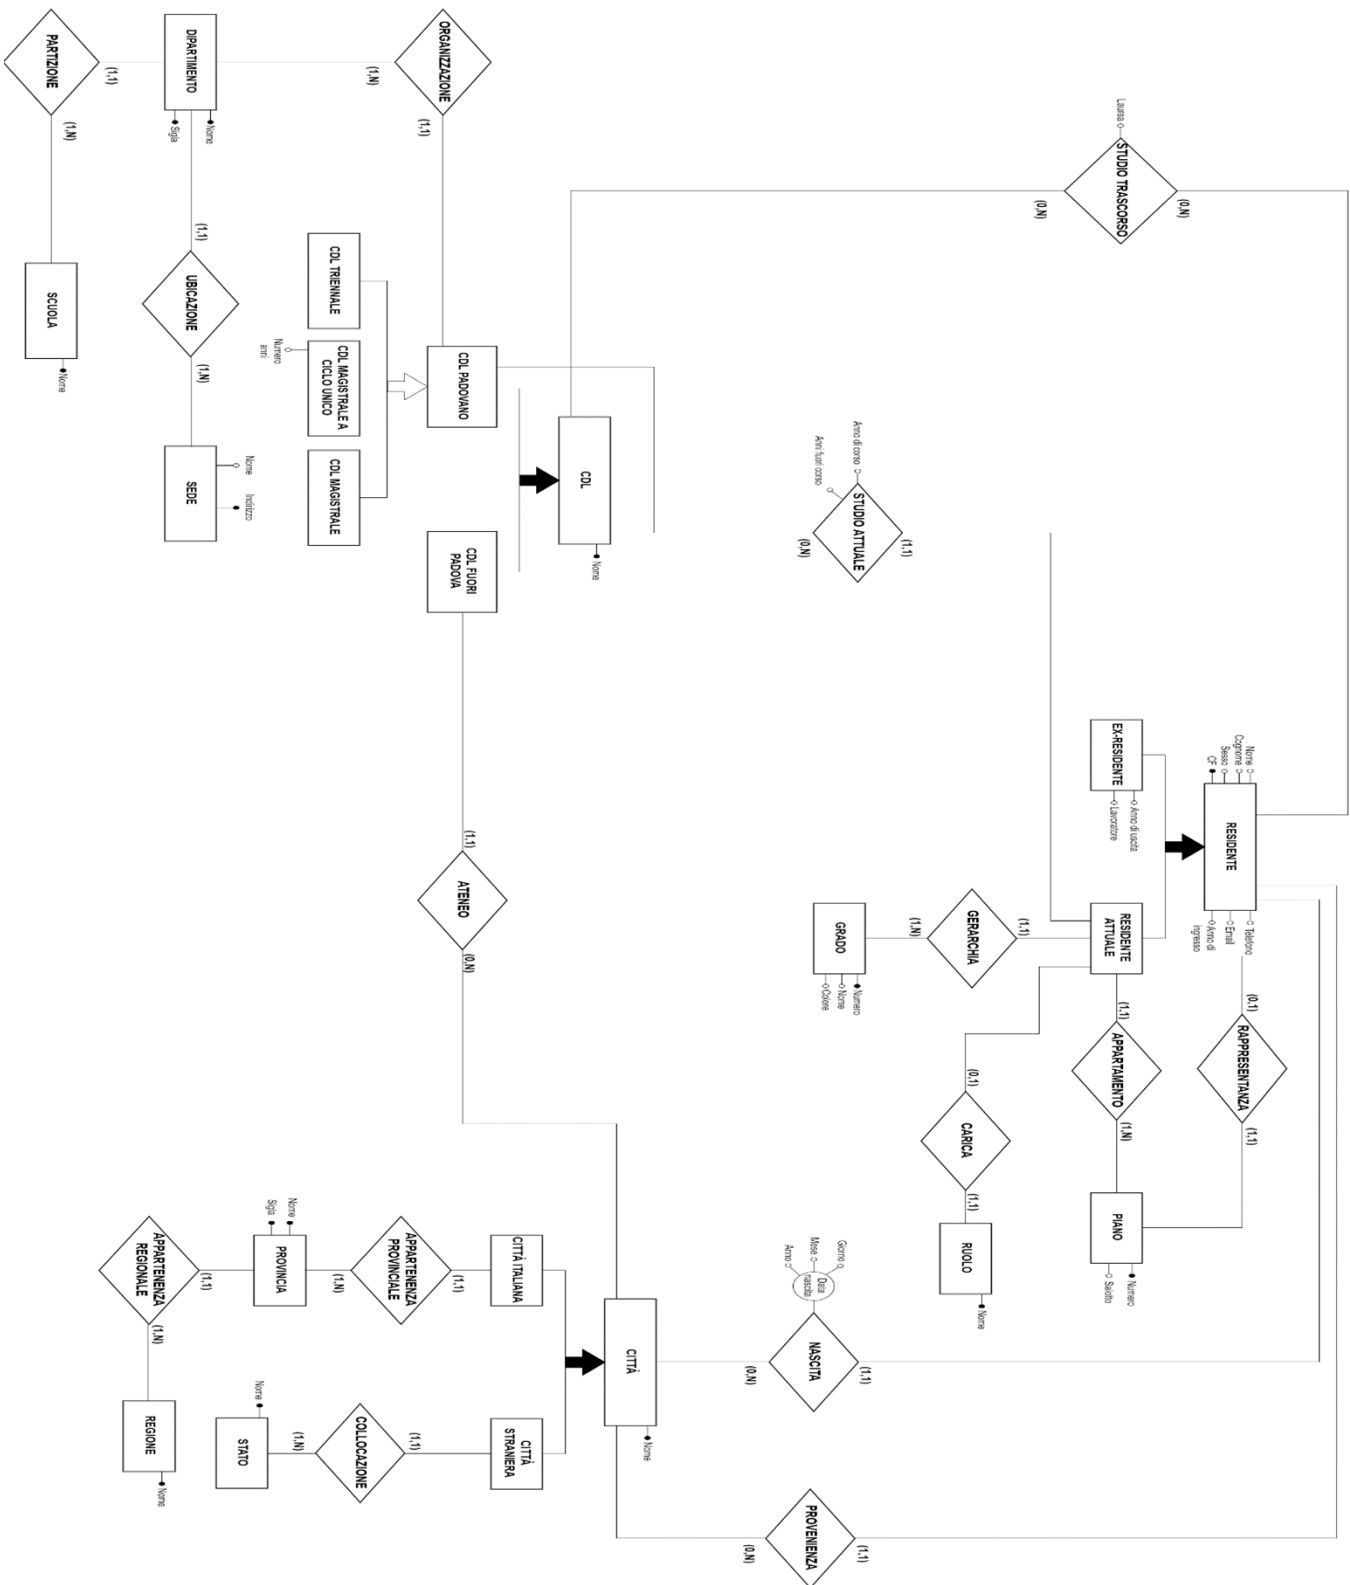 STUDIO TRASCORSO
Laurea
(0,N)
(0,N)
Nome
Cognome
Sesso
CF
RESIDENTE
Telefono
Email
Anno di
ingresso
(0,1)
RAPPRESENTANZA
(1,1)
EX-RESIDENTE
Anno di uscita
Lavoratore
RESIDENTE
ATTUALE
(1,1)
APPARTAMENTO
(1,N)
PIANO
Numero
Salotto
(1,1)
GERARCHIA
(1,N)
GRADO
Numero
Nome
Colore
(0,1)
CARICA
(1,1)
RUOLO
Nome
Anno di corso
Anni fuori corso
STUDIO ATTUALE
(1,1)
(0,N)
Giorno
Mese
Anno
Data
nascita
NASCITA
(1,1)
(0,N)
PROVENIENZA
(1,1)
(0,N)
CITTÀ
Nome
CDL
Nome
CDL PADOVANO
CDL FUORI
PADOVA
(1,1)
ATENEO
(0,N)
CITTÀ ITALIANA
CITTÀ
STRANIERA
(1,1)
APPARTENENZA
PROVINCIALE
(1,N)
PROVINCIA
Nome
Sigla
(1,1)
COLLOCAZIONE
(1,N)
STATO
Nome
(1,1)
APPARTENENZA
REGIONALE
(1,N)
REGIONE
Nome
ORGANIZZAZIONE
(1,1)
(1,N)
CDL TRIENNALE
CDL MAGISTRALE A
CICLO UNICO
Numero
anni
CDL MAGISTRALE
DIPARTIMENTO
Nome
Sigla
(1,1)
UBICAZIONE
(1,N)
SEDE
Nome
Indirizzo
(1,1)
PARTIZIONE
(1,N)
SCUOLA
Nome